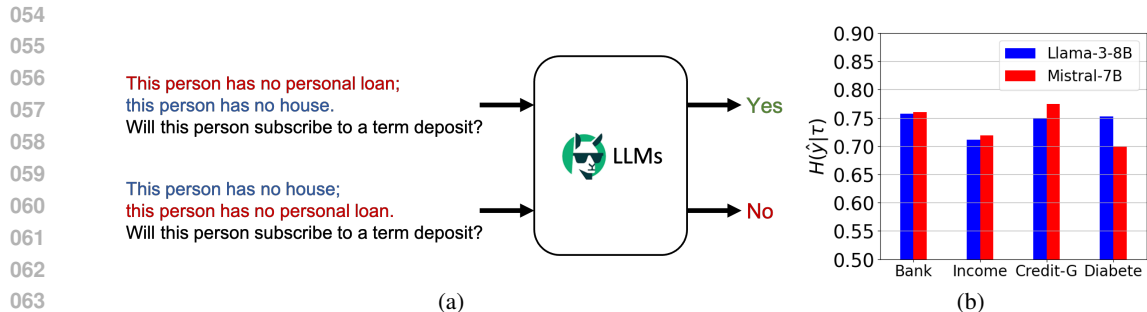 054
055
056
057
058
059
060
061
062
063
This person has no personal loan;
this person has no house.
Will this person subscribe to a term deposit?
This person has no house;
this person has no personal loan.
Will this person subscribe to a term deposit?
LLMs
Yes
No
(a)
0.90
0.85
0.80
0.75
0.70
0.65
0.60
0.55
0.50
H(ŷ|τ)
Llama-3-8B
Mistral-7B
Bank Income Credit-G Diabete
(b)